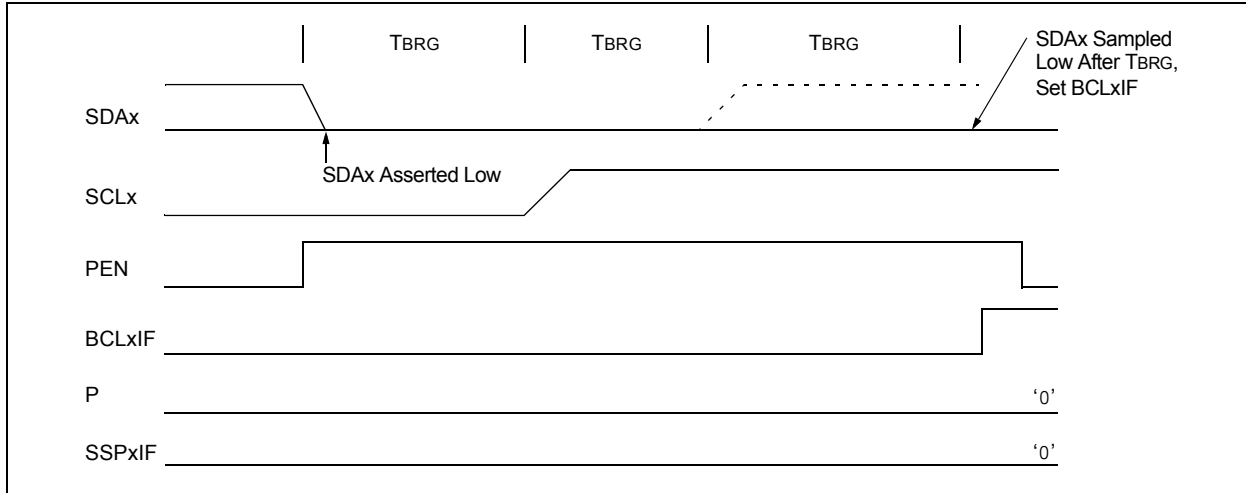 TBRG TBRG TBRG
SDAx Sampled
Low After TBRG,
Set BCLxIF
SDAx
SDAx Asserted Low
SCLx
PEN
BCLxIF
P '0'
SSPxIF '0'